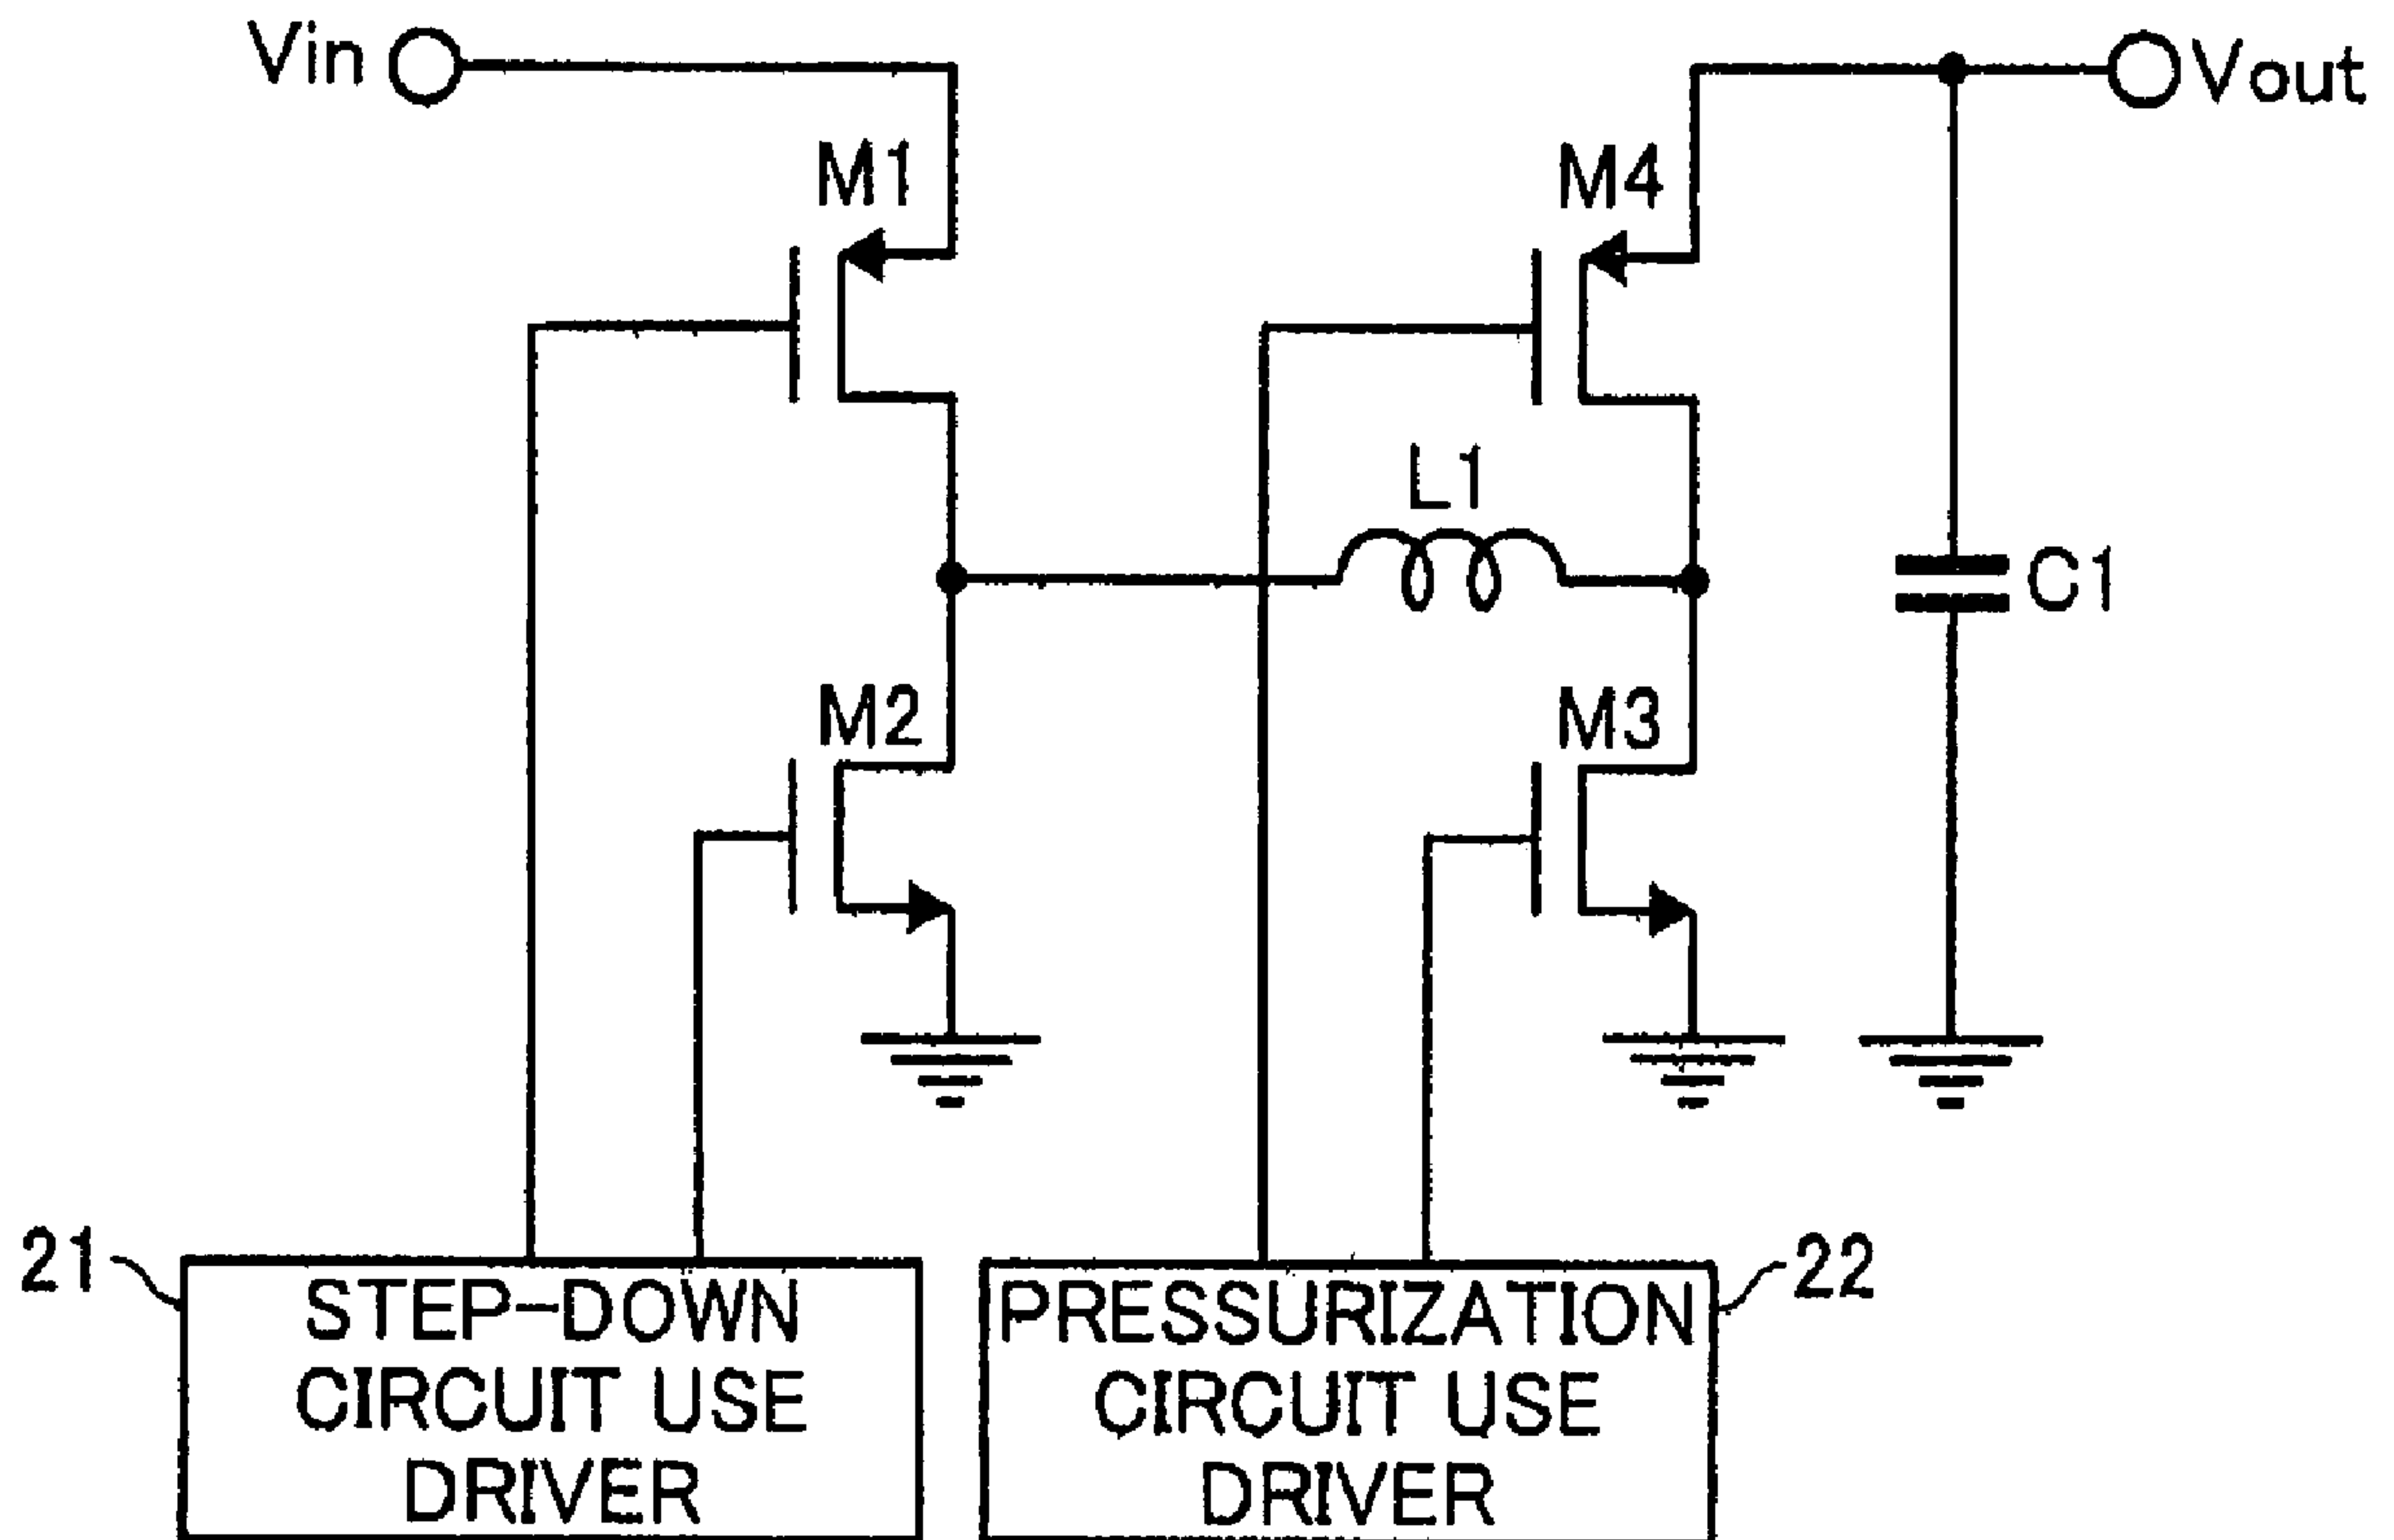 Vin
Vout
M1
M4
L1
C1
M2
M3
21
STEP-DOWN
CIRCUIT USE
DRIVER
PRESSURIZATION
CIRCUIT USE
DRIVER
22